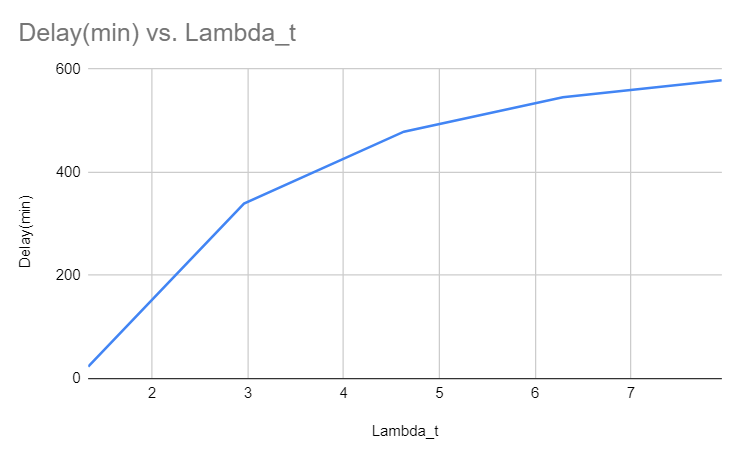 Delay(min) vs. Lambda_t
600
400
200
0
Delay(min)
2 3 4 5 6 7
Lambda_t